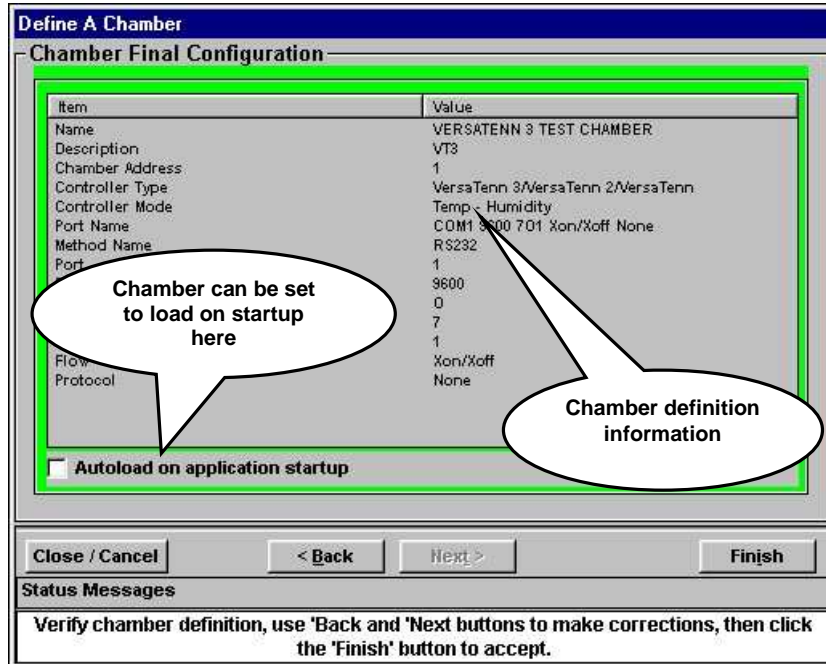 Define A Chamber
Chamber Final Configuration
Item Value
Name VERSATENN 3 TEST CHAMBER
Description VT3
Chamber Address 1
Controller Type VersaTenn 3/VersaTenn 2/VersaTenn
Controller Mode Temp - Humidity
Port Name COM1 9600 7O1 Xon/Xoff None
Method Name RS232
Port 1
9600
O
7
1
Flow Xon/Xoff
Protocol None
Chamber can be set
to load on startup
here
Chamber definition
information
Autoload on application startup
Close / Cancel < Back Next > Finish
Status Messages
Verify chamber definition, use 'Back and 'Next buttons to make corrections, then click
the 'Finish' button to accept.